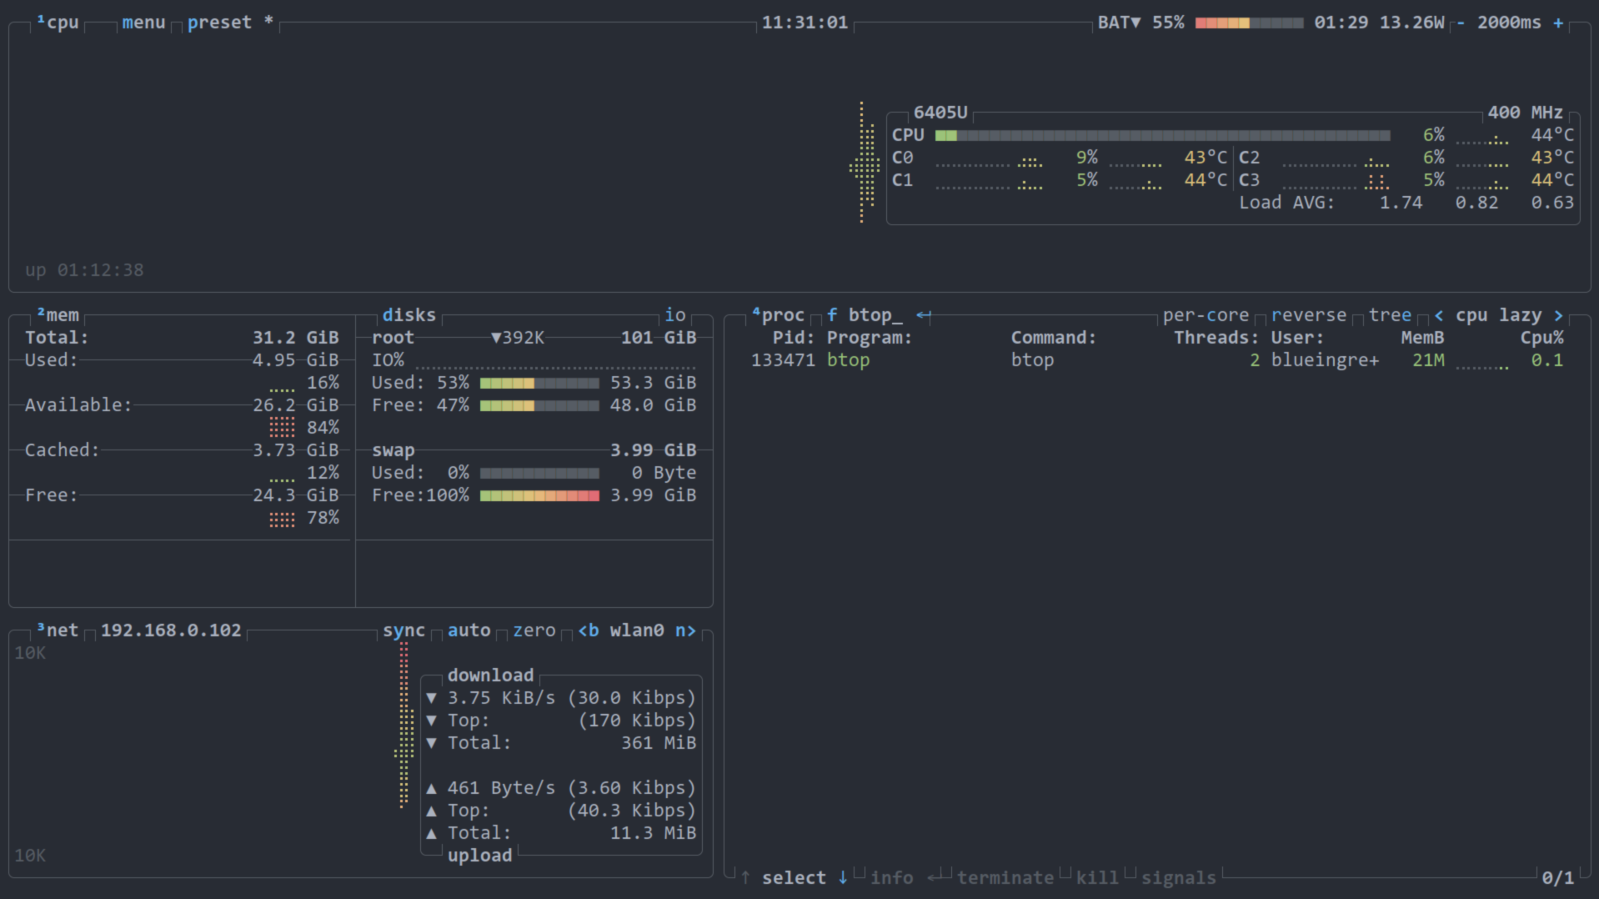 ¹cpu menu preset * 11:31:01 BAT▼ 55% 01:29 13.26W - 2000ms +
6405U 400 MHz
CPU 6% 44°C
C0 9% 43°C C2 6% 43°C
C1 5% 44°C C3 5% 44°C
Load AVG: 1.74 0.82 0.63
up 01:12:38
²mem
Total: 31.2 GiB
Used: 4.95 GiB
16%
Available: 26.2 GiB
84%
Cached: 3.73 GiB
12%
Free: 24.3 GiB
78%
disks io
root ▼392K 101 GiB
IO%
Used: 53% 53.3 GiB
Free: 47% 48.0 GiB
swap 3.99 GiB
Used: 0% 0 Byte
Free:100% 3.99 GiB
³net 192.168.0.102 sync auto zero <b wlan0 n>
10K
download
▼ 3.75 KiB/s (30.0 Kibps)
▼ Top: (170 Kibps)
▼ Total: 361 MiB
▲ 461 Byte/s (3.60 Kibps)
▲ Top: (40.3 Kibps)
▲ Total: 11.3 MiB
10K
upload
⁴proc f btop_ ↵ per-core reverse tree < cpu lazy >
Pid: Program: Command: Threads: User: MemB Cpu%
133471 btop btop 2 blueingre+ 21M 0.1
↑ select ↓ info ↵ terminate kill signals 0/1